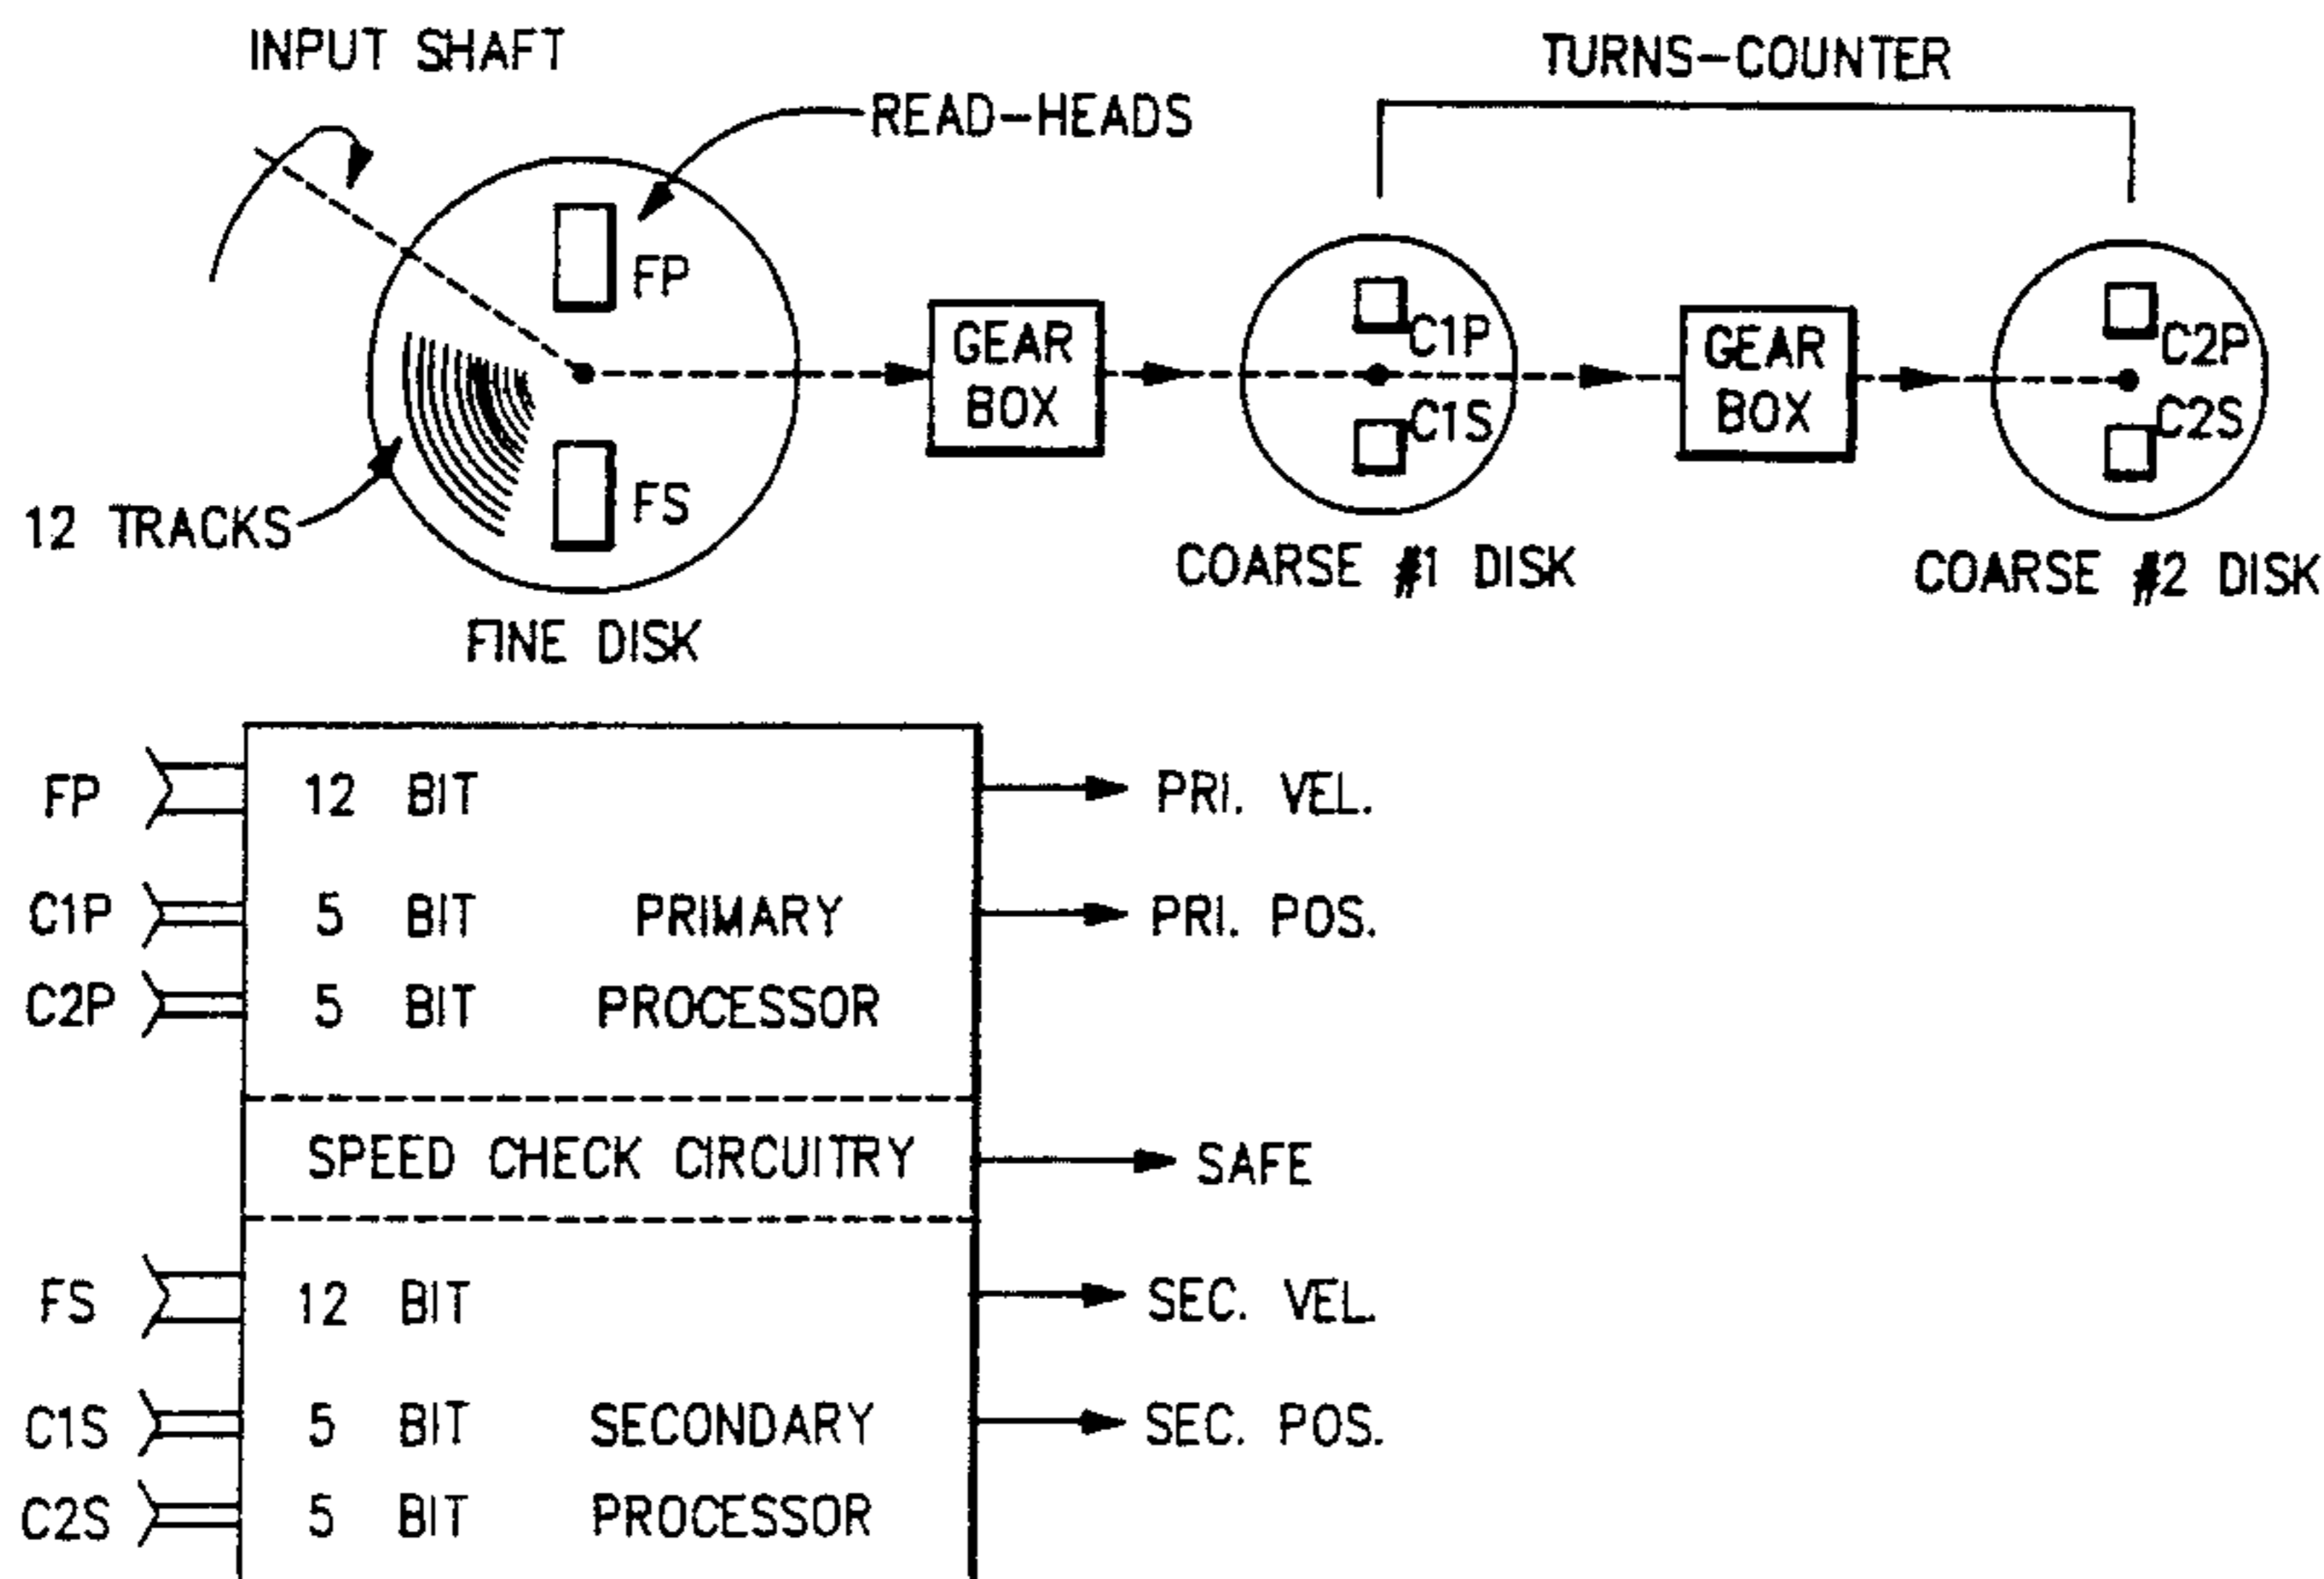 INPUT SHAFT
TURNS-COUNTER
READ-HEADS
FP
FS
12 TRACKS
FINE DISK
GEAR
BOX
C1P
C1S
COARSE #1 DISK
GEAR
BOX
C2P
C2S
COARSE #2 DISK
FP 12 BIT PRI. VEL.
C1P 5 BIT PRIMARY PRI. POS.
C2P 5 BIT PROCESSOR
SPEED CHECK CIRCUITRY SAFE
FS 12 BIT SEC. VEL.
C1S 5 BIT SECONDARY SEC. POS.
C2S 5 BIT PROCESSOR